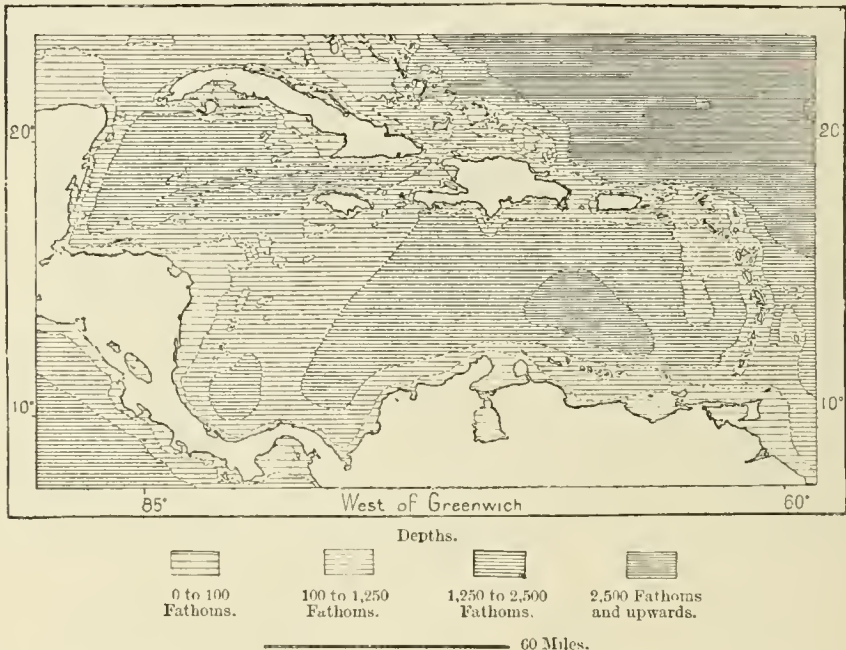 20°
20°
10°
10°
85°
West of Greenwich
60°
Depths.
0 to 100
Fathoms.
100 to 1,250
Fathoms.
1,250 to 2,500
Fathoms.
2,500 Fathoms
and upwards.
60 Miles.